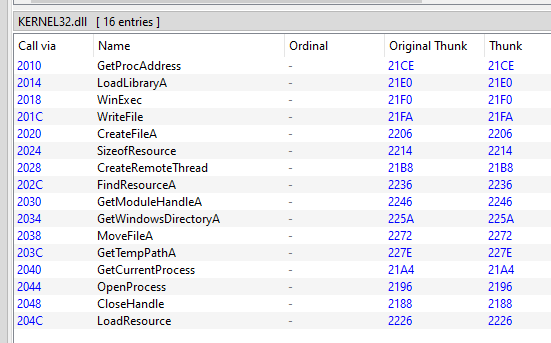 KERNEL32.dll [ 16 entries ]
Call via Name Ordinal Original Thunk Thunk
2010 GetProcAddress - 21CE 21CE
2014 LoadLibraryA - 21E0 21E0
2018 WinExec - 21F0 21F0
201C WriteFile - 21FA 21FA
2020 CreateFileA - 2206 2206
2024 SizeofResource - 2214 2214
2028 CreateRemoteThread - 21B8 21B8
202C FindResourceA - 2236 2236
2030 GetModuleHandleA - 2246 2246
2034 GetWindowsDirectoryA - 225A 225A
2038 MoveFileA - 2272 2272
203C GetTempPathA - 227E 227E
2040 GetCurrentProcess - 21A4 21A4
2044 OpenProcess - 2196 2196
2048 CloseHandle - 2188 2188
204C LoadResource - 2226 2226